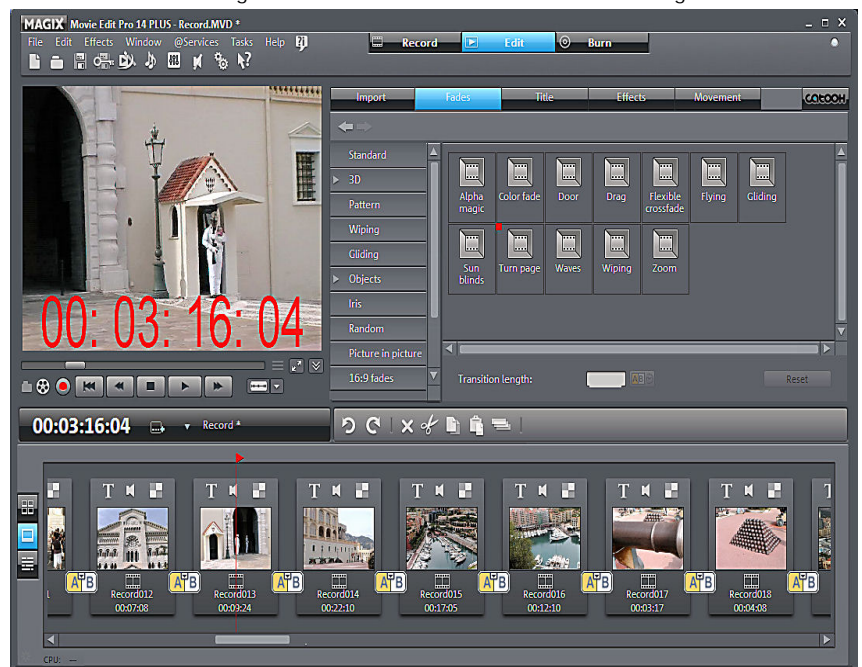 MAGIX Movie Edit Pro 14 PLUS - Record.MVD *
File Edit Effects Window @Services Tasks Help
Record Edit Burn
Import Fades Title Effects Movement catooh
Standard
3D
Pattern
Wiping
Gliding
Objects
Iris
Random
Picture in picture
16:9 fades
Alpha magic
Color fade
Door
Drag
Flexible crossfade
Flying
Gliding
Sun blinds
Turn page
Waves
Wiping
Zoom
Transition length:
Reset
00: 03: 16: 04
00:03:16:04 Record *
T T T T T T T
A B A B A B A B A B A B A B A B
Record012 Record013 Record014 Record015 Record016 Record017 Record018
00:07:08 00:09:24 00:22:10 00:17:05 00:12:10 00:03:17 00:04:08
CPU: —